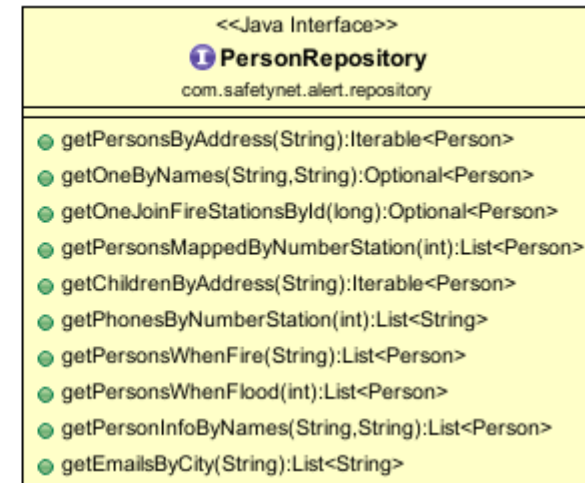 <<Java Interface>>
I PersonRepository
com.safetynet.alert.repository
getPersonsByAddress(String):Iterable<Person>
getOneByNames(String,String):Optional<Person>
getOneJoinFireStationsById(long):Optional<Person>
getPersonsMappedByNumberStation(int):List<Person>
getChildrenByAddress(String):Iterable<Person>
getPhonesByNumberStation(int):List<String>
getPersonsWhenFire(String):List<Person>
getPersonsWhenFlood(int):List<Person>
getPersonInfoByNames(String,String):List<Person>
getEmailsByCity(String):List<String>